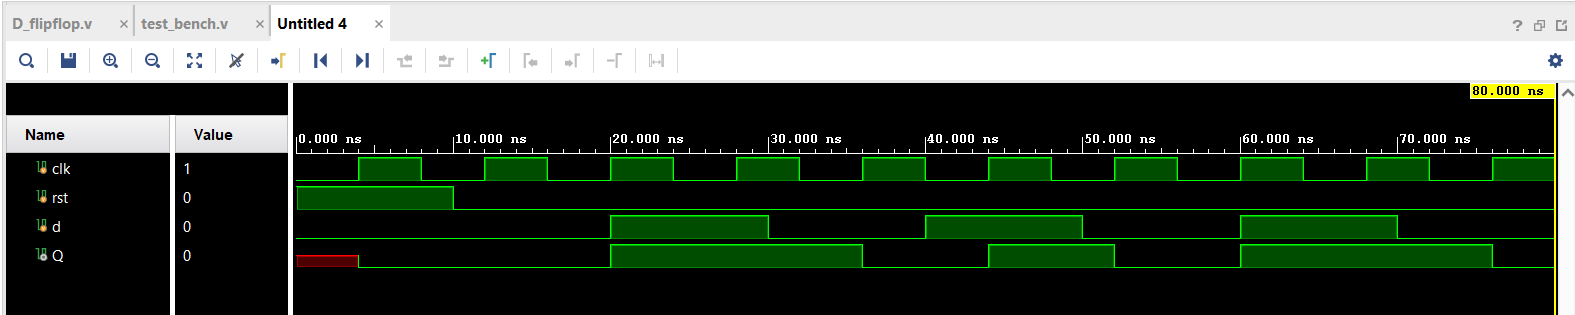 D_flipflop.v × test_bench.v × Untitled 4 ×
?
80.000 ns
Name Value
0.000 ns 10.000 ns 20.000 ns 30.000 ns 40.000 ns 50.000 ns 60.000 ns 70.000 ns
clk 1
rst 0
d 0
Q 0